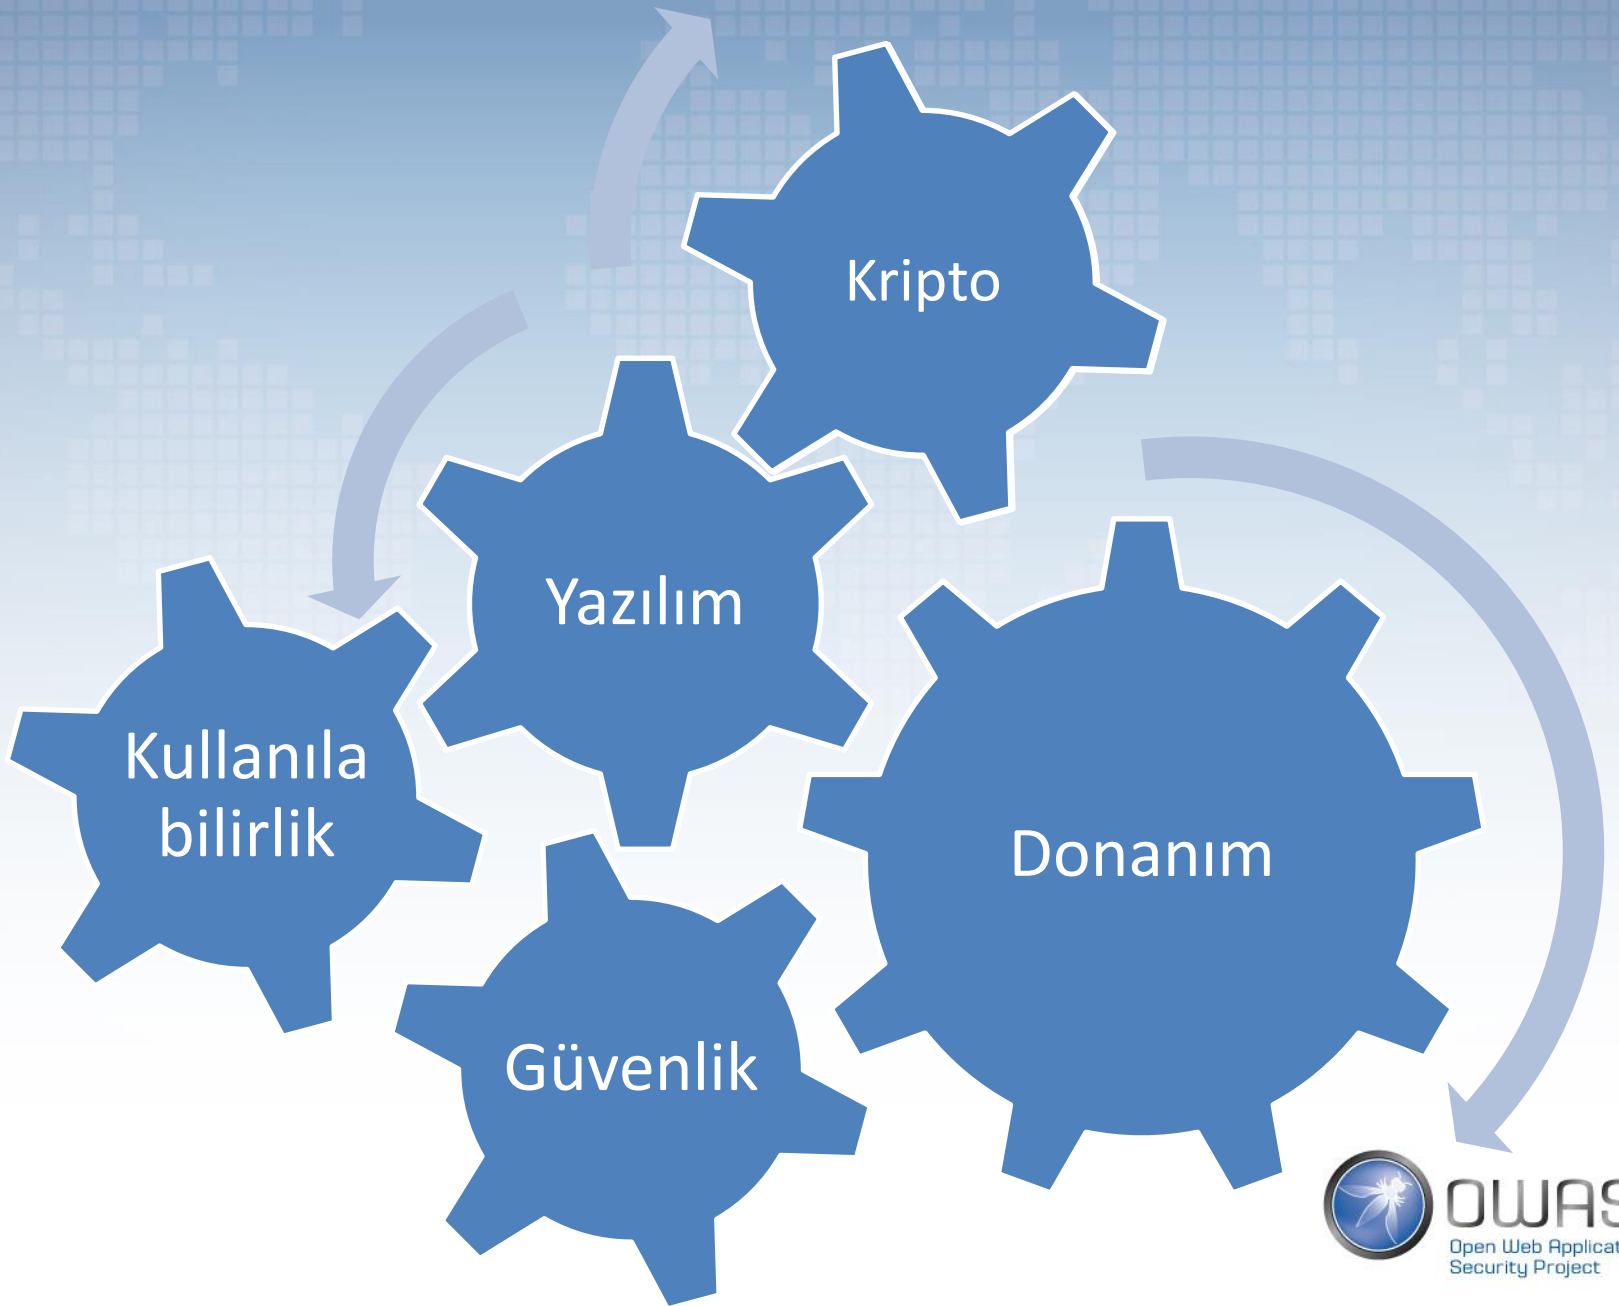 Kripto
Yazılım
Kullanıla
bilirlik
Donanım
Güvenlik
OWAS
Open Web Applicat
Security Project